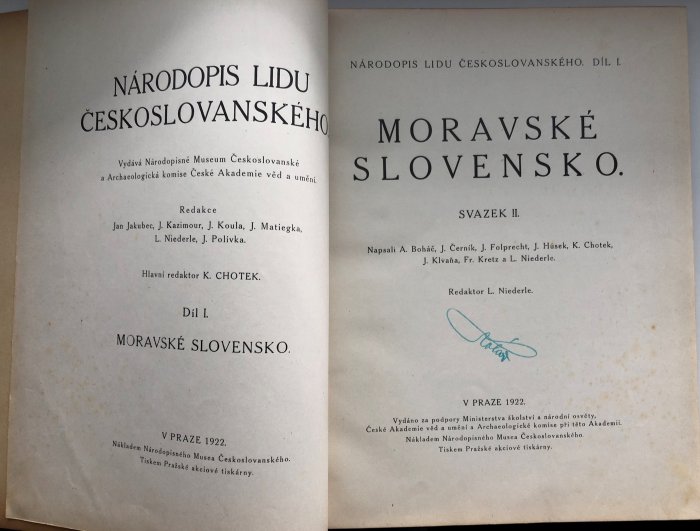 NÁRODOPIS LIDU
ČESKOSLOVANSKÉHO
Vydává Národopisné Museum Českoslovanské
a Archaeologická komise České Akademie věd a umění.
Redakce
Jan Jakubec, J. Kazimour, J. Koula, J. Matiegka,
L. Niederle, J. Polívka.
Hlavní redaktor K. CHOTEK.
Díl I.
MORAVSKÉ SLOVENSKO.
V PRAZE 1922.
Nákladem Národopisného Musea Českoslovanského.
Tiskem Pražské akciové tiskárny.
NÁRODOPIS LIDU ČESKOSLOVANSKÉHO. DÍL I.
MORAVSKÉ
SLOVENSKO.
SVAZEK II.
Napsali A. Boháč, J. Černík, J. Folprecht, J. Húsek, K. Chotek,
J. Klvaňa, Fr. Kretz a L. Niederle.
Redaktor L. Niederle.
V PRAZE 1922.
Vydáno za podpory Ministerstva školství a národní osvěty,
České Akademie věd a umění a Archaeologické komise při této Akademii.
Nákladem Národopisného Musea Českoslovanského.
Tiskem Pražské akciové tiskárny.